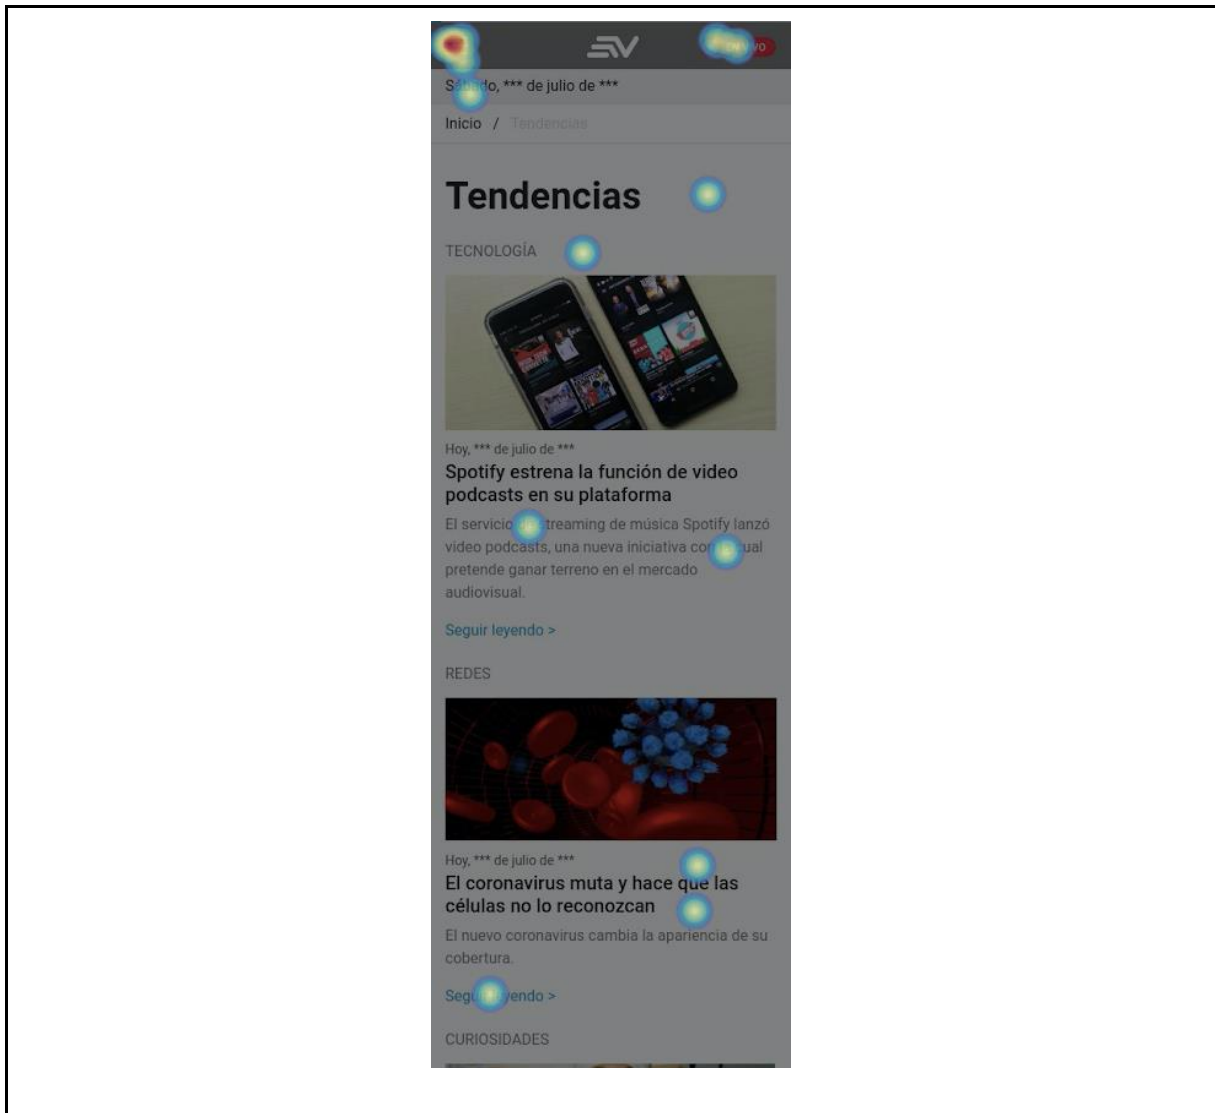 EV
vo
Sábado, *** de julio de ***
Inicio / Tendencias
Tendencias
TECNOLOGÍA
Hoy, *** de julio de ***
Spotify estrena la función de video
podcasts en su plataforma
El servicio de streaming de música Spotify lanzó
video podcasts, una nueva iniciativa con la cual
pretende ganar terreno en el mercado
audiovisual.
Seguir leyendo >
REDES
Hoy, *** de julio de ***
El coronavirus muta y hace que las
células no lo reconozcan
El nuevo coronavirus cambia la apariencia de su
cobertura.
Seguir leyendo >
CURIOSIDADES